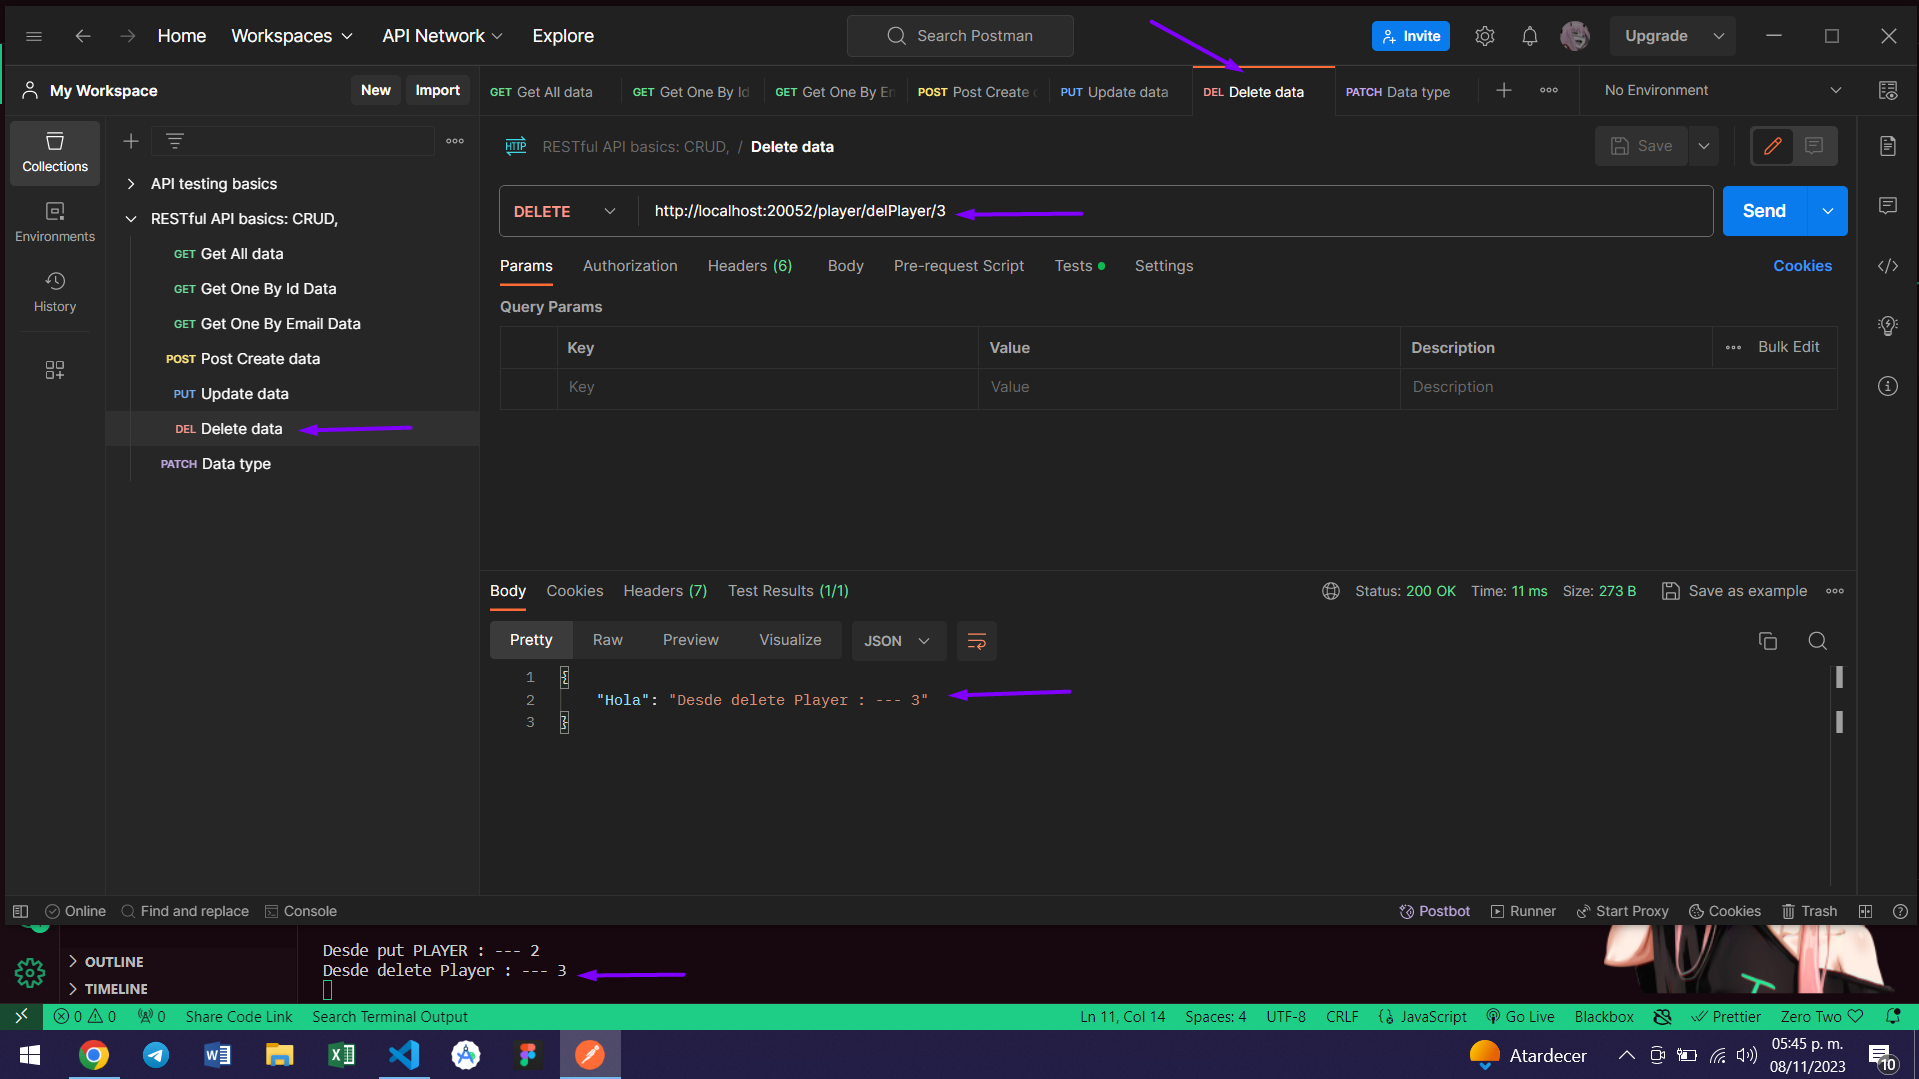 Home Workspaces API Network Explore Search Postman Invite Upgrade
My Workspace New Import
GET Get All data GET Get One By Id GET Get One By En POST Post Create PUT Update data DEL Delete data PATCH Data type No Environment
Collections
Environments
History
API testing basics
RESTful API basics: CRUD,
GET Get All data
GET Get One By Id Data
GET Get One By Email Data
POST Post Create data
PUT Update data
DEL Delete data
PATCH Data type
HTTP RESTful API basics: CRUD, / Delete data Save
DELETE http://localhost:20052/player/delPlayer/3 Send
Params Authorization Headers (6) Body Pre-request Script Tests Settings Cookies
Query Params
Key Value Description Bulk Edit
Key Value Description
Body Cookies Headers (7) Test Results (1/1) Status: 200 OK Time: 11 ms Size: 273 B Save as example
Pretty Raw Preview Visualize JSON
1 {
2 "Hola": "Desde delete Player : --- 3"
3 }
Online Find and replace Console Postbot Runner Start Proxy Cookies Trash
OUTLINE
TIMELINE
Desde put PLAYER : --- 2
Desde delete Player : --- 3
0 0 0 Share Code Link Search Terminal Output Ln 11, Col 14 Spaces: 4 UTF-8 CRLF JavaScript Go Live Blackbox Prettier Zero Two
Atardecer 05:45 p. m.
08/11/2023 10